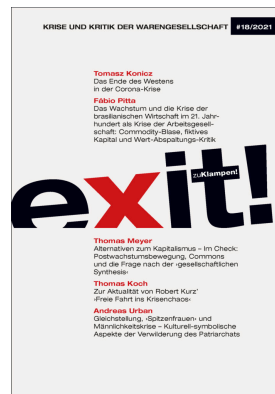 KRISE UND KRITIK DER WARENGESELLSCHAFT #18/2021
Tomasz Konicz
Das Ende des Westens
in der Corona-Krise
Fábio Pitta
Das Wachstum und die Krise der
brasilianischen Wirtschaft im 21. Jahr-
hundert als Krise der Arbeitsgesell-
schaft: Commodity-Blase, fiktives
Kapital und Wert-Abspaltungs-Kritik
zuKlampen!
exit!
Thomas Meyer
Alternativen zum Kapitalismus – Im Check:
Postwachstumsbewegung, Commons
und die Frage nach der ›gesellschaftlichen
Synthesis‹
Thomas Koch
Zur Aktualität von Robert Kurz’
›Freie Fahrt ins Krisenchaos‹
Andreas Urban
Gleichstellung, ›Spitzenfrauen‹ und
Männlichkeitskrise – Kulturell-symbolische
Aspekte der Verwilderung des Patriarchats